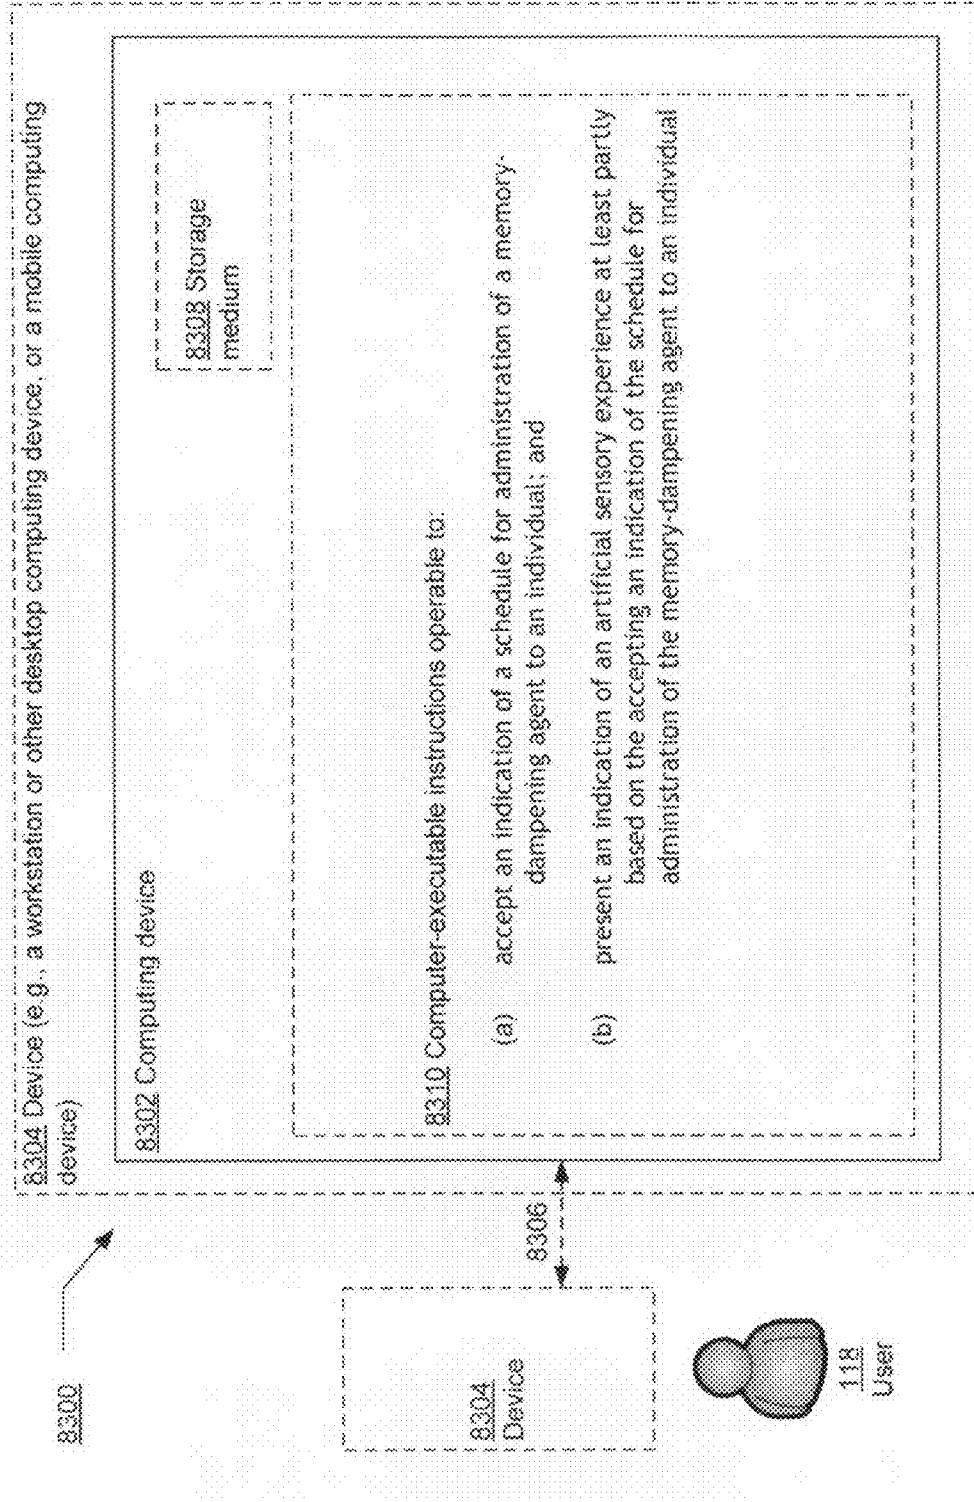 8300
8304 Device (e.g., a workstation or other desktop computing device, or a mobile computing
device)
8302 Computing device
8308 Storage
medium
8310 Computer-executable instructions operable to:
(a) accept an indication of a schedule for administration of a memory-
dampening agent to an individual; and
(b) present an indication of an artificial sensory experience at least partly
based on the accepting an indication of the schedule for
administration of the memory-dampening agent to an individual
8306
8304
Device
118
User